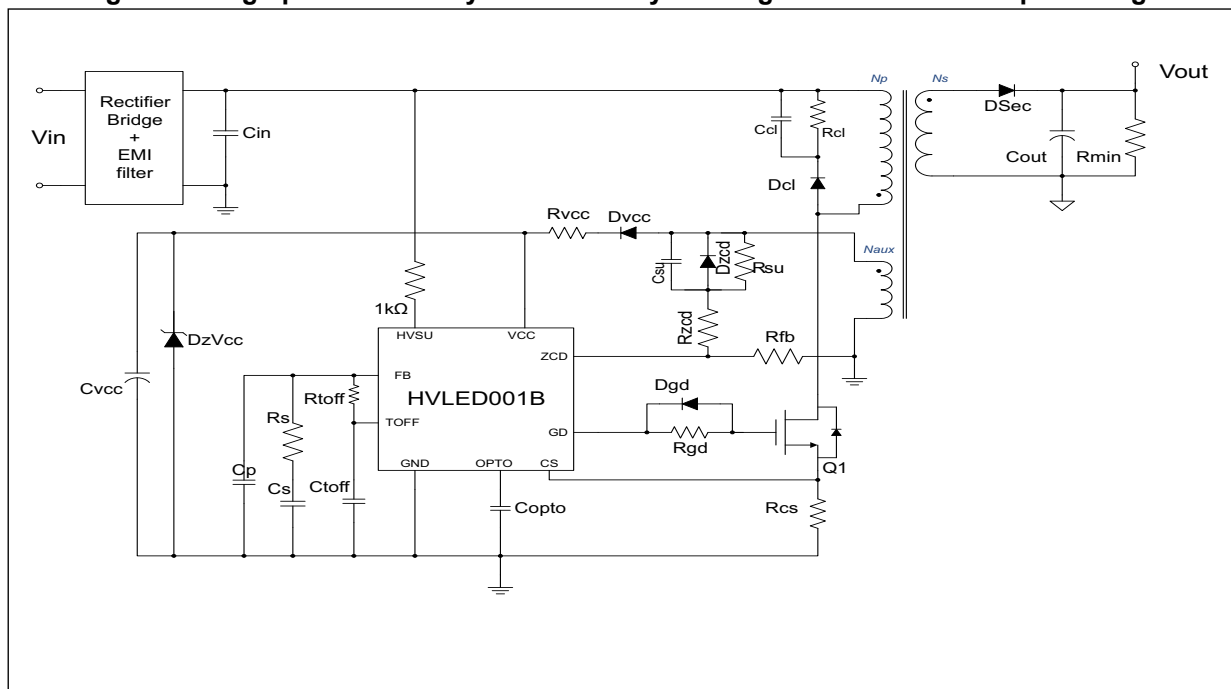 Np
Ns
Vout
Rectifier
Bridge
+
EMI
filter
Vin
Cin
Ccl
Rcl
DSec
Cout
Rmin
Dcl
Rvcc
Dvcc
Naux
Csu
Dzcd
Rsu
1kΩ
Rzcd
DzVcc
HVSU
VCC
ZCD
Rfb
Cvcc
FB
Rtoff
HVLED001B
Dgd
Rs
TOFF
GD
Rgd
Q1
GND
OPTO
CS
Cp
Cs
Ctoff
Copto
Rcs